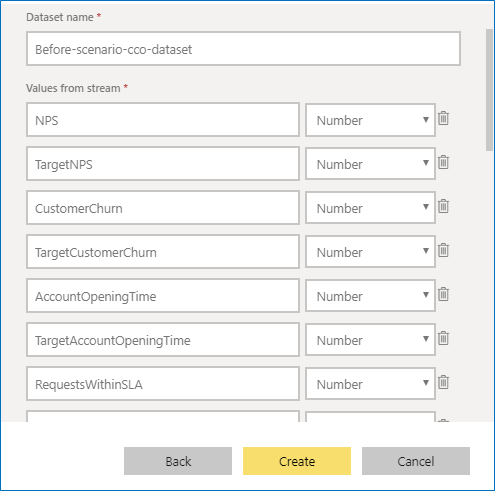 Dataset name *
Before-scenario-cco-dataset
Values from stream *
NPS Number
TargetNPS Number
CustomerChurn Number
TargetCustomerChurn Number
AccountOpeningTime Number
TargetAccountOpeningTime Number
RequestsWithinSLA Number
Back Create Cancel